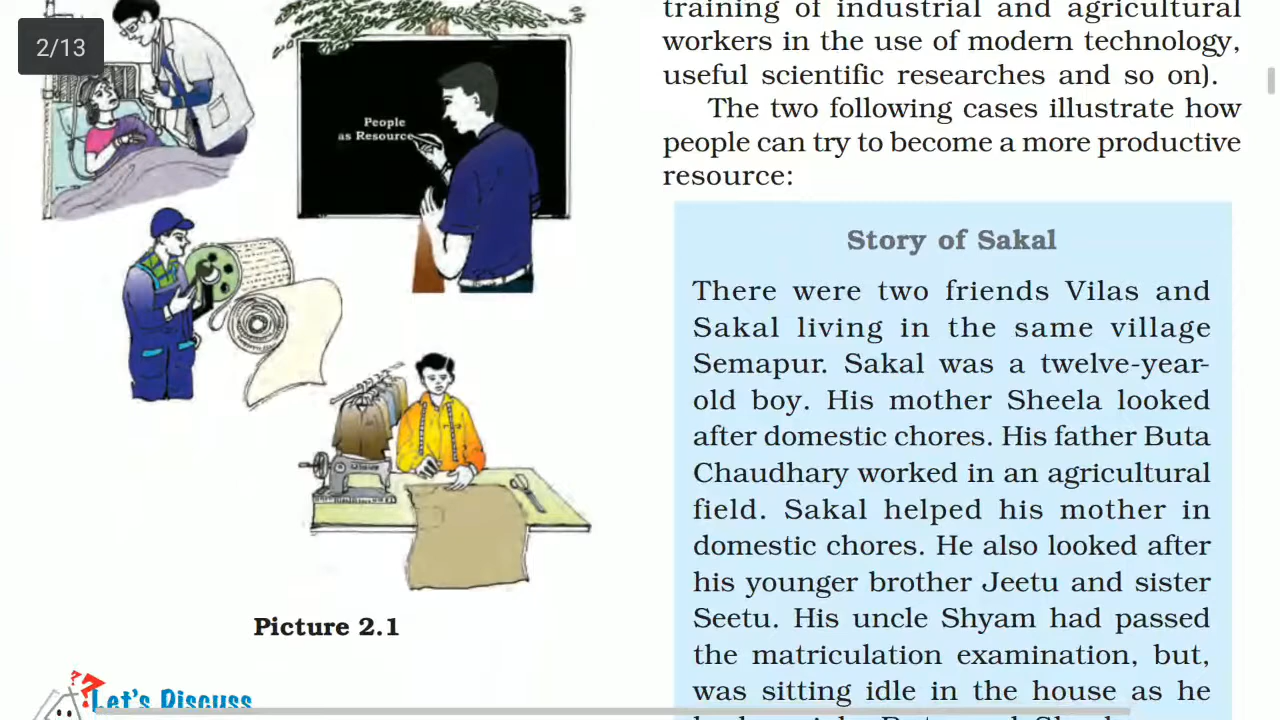 2/13
People
as Resource
Picture 2.1
Let's Discuss
training of industrial and agricultural
workers in the use of modern technology,
useful scientific researches and so on).
The two following cases illustrate how
people can try to become a more productive
resource:
Story of Sakal
There were two friends Vilas and
Sakal living in the same village
Semapur. Sakal was a twelve-year-
old boy. His mother Sheela looked
after domestic chores. His father Buta
Chaudhary worked in an agricultural
field. Sakal helped his mother in
domestic chores. He also looked after
his younger brother Jeetu and sister
Seetu. His uncle Shyam had passed
the matriculation examination, but,
was sitting idle in the house as he